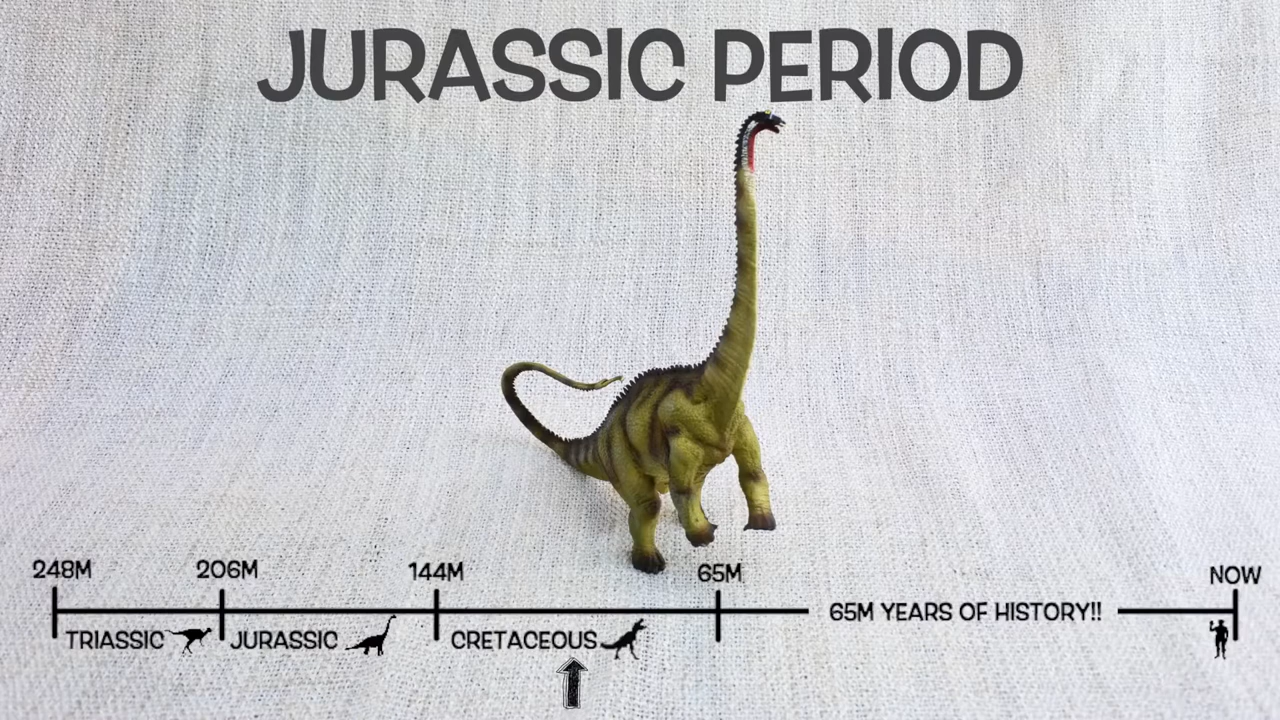 JURASSIC PERIOD
248M 206M 144M 65M NOW
65M YEARS OF HISTORY!!
TRIASSIC JURASSIC CRETACEOUS